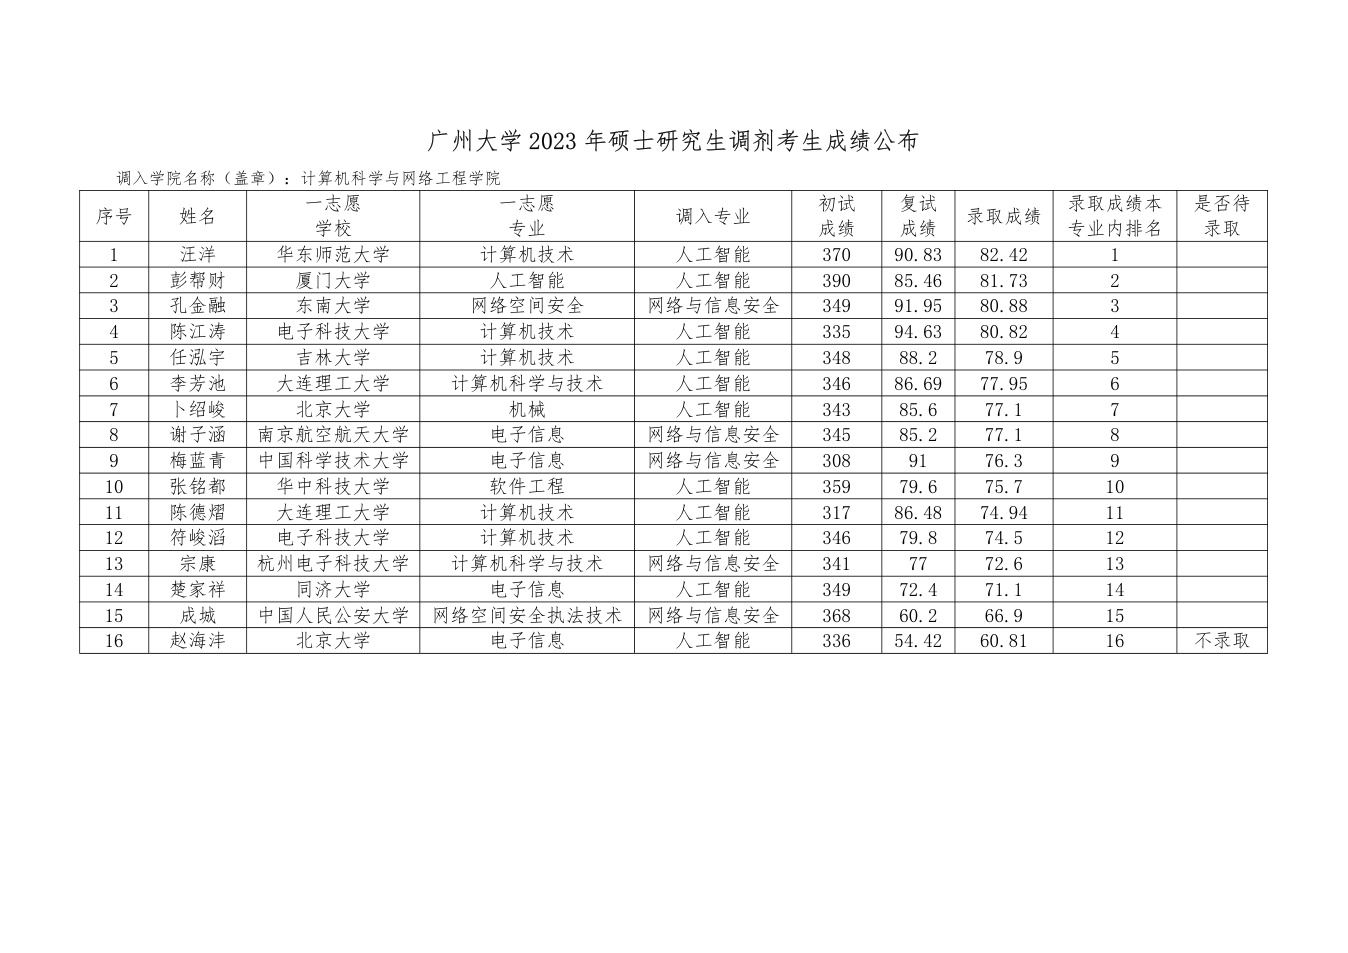 广州大学 2023 年硕士研究生调剂考生成绩公布
调入学院名称（盖章）：计算机科学与网络工程学院
序号 姓名 一志愿学校 一志愿专业 调入专业 初试成绩 复试成绩 录取成绩 录取成绩本专业内排名 是否待录取
1 汪洋 华东师范大学 计算机技术 人工智能 370 90.83 82.42 1
2 彭帮财 厦门大学 人工智能 人工智能 390 85.46 81.73 2
3 孔金融 东南大学 网络空间安全 网络与信息安全 349 91.95 80.88 3
4 陈江涛 电子科技大学 计算机技术 人工智能 335 94.63 80.82 4
5 任泓宇 吉林大学 计算机技术 人工智能 348 88.2 78.9 5
6 李芳池 大连理工大学 计算机科学与技术 人工智能 346 86.69 77.95 6
7 卜绍峻 北京大学 机械 人工智能 343 85.6 77.1 7
8 谢子涵 南京航空航天大学 电子信息 网络与信息安全 345 85.2 77.1 8
9 梅蓝青 中国科学技术大学 电子信息 网络与信息安全 308 91 76.3 9
10 张铭都 华中科技大学 软件工程 人工智能 359 79.6 75.7 10
11 陈德熠 大连理工大学 计算机技术 人工智能 317 86.48 74.94 11
12 符峻滔 电子科技大学 计算机技术 人工智能 346 79.8 74.5 12
13 宗康 杭州电子科技大学 计算机科学与技术 网络与信息安全 341 77 72.6 13
14 楚家祥 同济大学 电子信息 人工智能 349 72.4 71.1 14
15 成城 中国人民公安大学 网络空间安全执法技术 网络与信息安全 368 60.2 66.9 15
16 赵海沣 北京大学 电子信息 人工智能 336 54.42 60.81 16 不录取